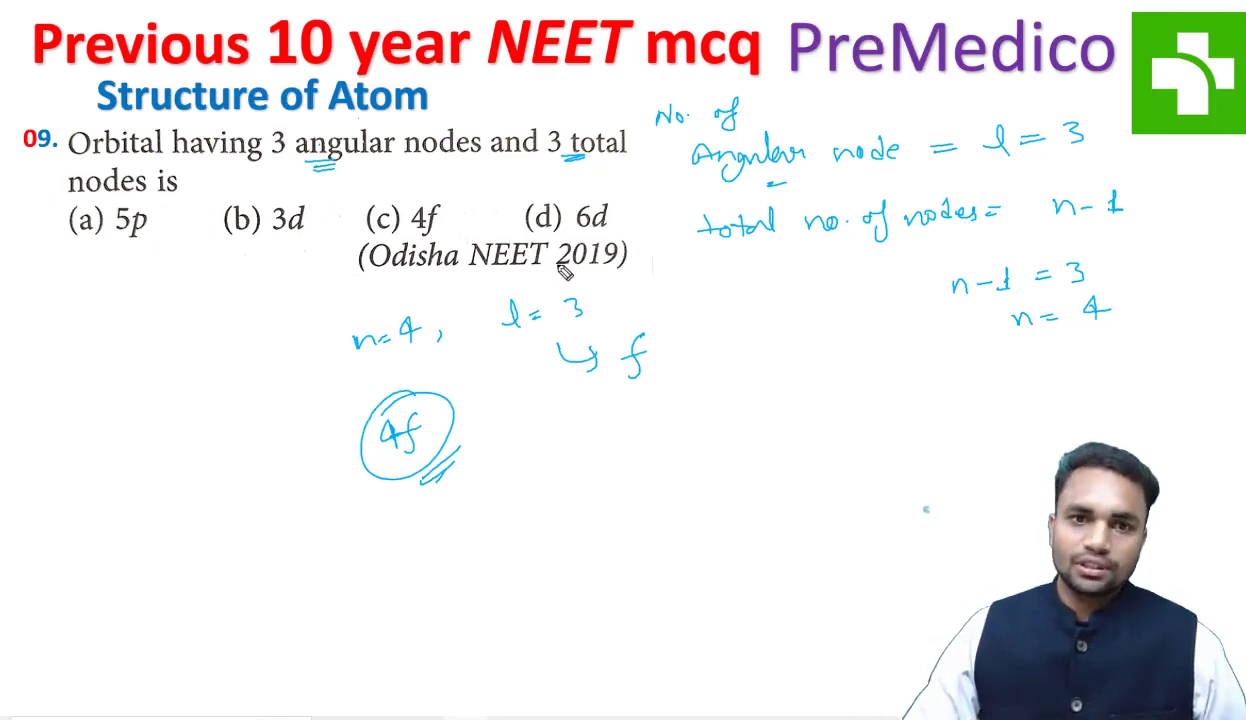 Previous 10 year NEET mcq PreMedico
Structure of Atom
09. Orbital having 3 angular nodes and 3 total
nodes is
(a) 5p (b) 3d (c) 4f (d) 6d
(Odisha NEET 2019)
No. of
Angular node = l = 3
total no. of nodes = n-1
n-1 = 3
n = 4
n=4, l = 3
↳ f
4f